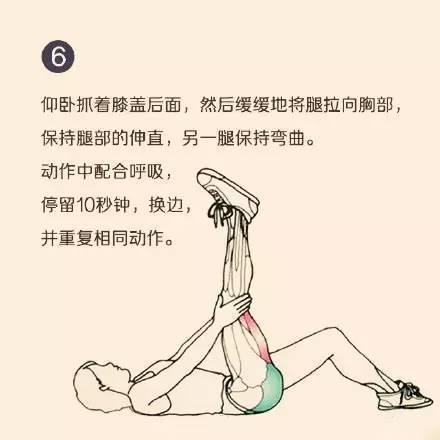 6
仰卧抓着膝盖后面，然后缓缓地将腿拉向胸部，
保持腿部的伸直，另一腿保持弯曲。
动作中配合呼吸，
停留10秒钟，换边，
并重复相同动作。